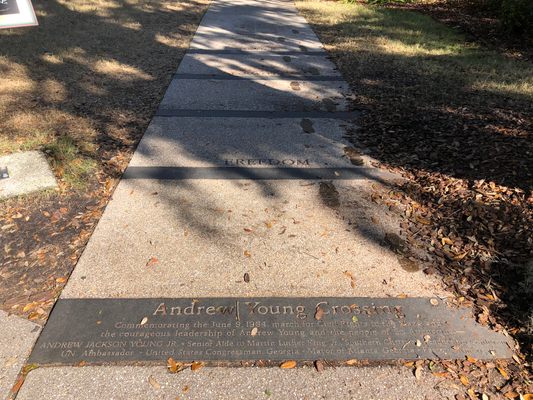 FREEDOM
Andrew Young Crossing
Commemorating the June 9, 1964 march for Civil Rights
the courageous leadership of Andrew Young and the
ANDREW JACKSON YOUNG JR. - Senior Aide to Martin Luther King Jr. Southern
U.N. Ambassador - United States Congressman Georgia - Mayor of Atlanta Georgia